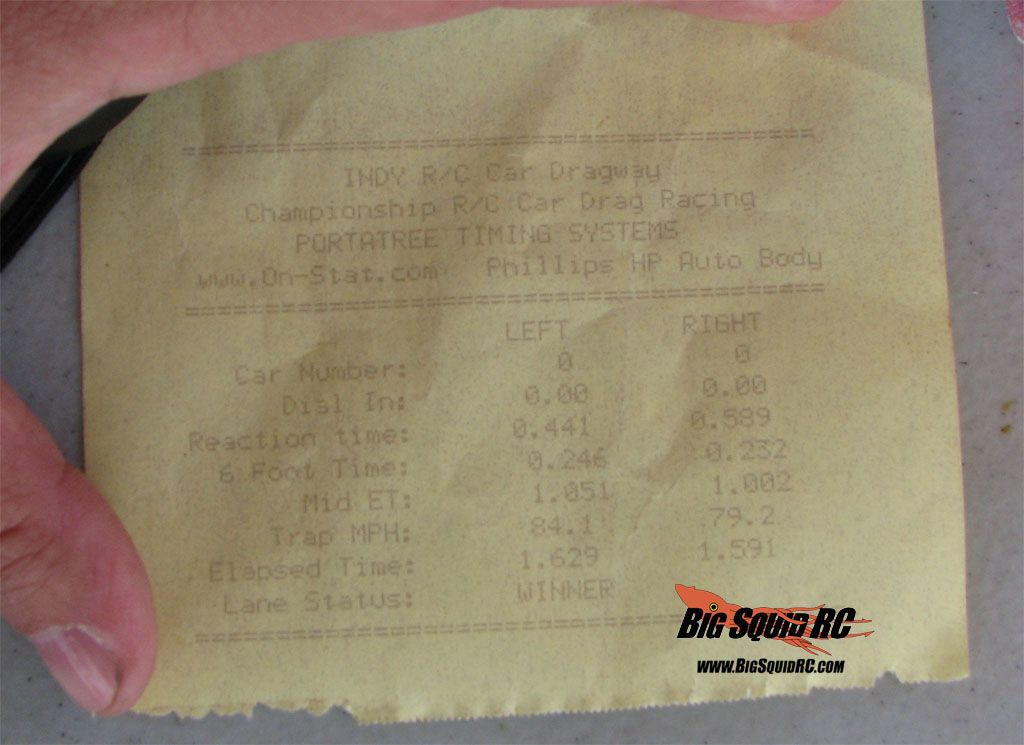 ==========================================
INDY R/C Car Dragway
Championship R/C Car Drag Racing
PORTATREE TIMING SYSTEMS
www.On-Stat.com Phillips HP Auto Body
==========================================
LEFT RIGHT
Car Number: 0 0
Disl In: 0.00 0.00
Reaction time: 0.441 0.589
6 Foot Time: 0.246 0.232
Mid ET: 1.051 1.002
Trap MPH: 84.1 79.2
Elapsed Time: 1.629 1.591
Lane Status: WINNER
==========================================
BIG SQUID RC
www.BIGSQUIDRC.com